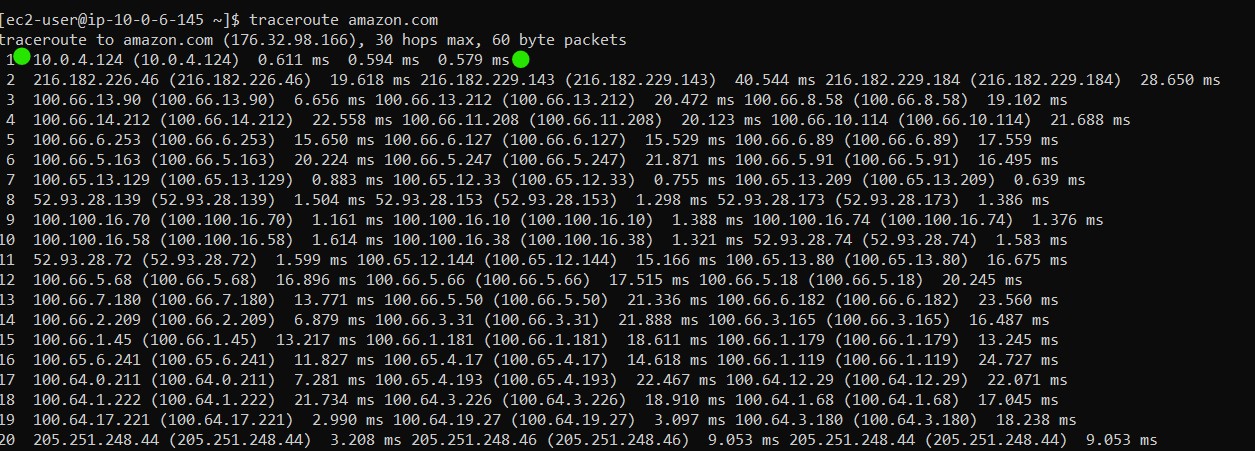 [ec2-user@ip-10-0-6-145 ~]$ traceroute amazon.com
traceroute to amazon.com (176.32.98.166), 30 hops max, 60 byte packets
1 10.0.4.124 (10.0.4.124) 0.611 ms 0.594 ms 0.579 ms
2 216.182.226.46 (216.182.226.46) 19.618 ms 216.182.229.143 (216.182.229.143) 40.544 ms 216.182.229.184 (216.182.229.184) 28.650 ms
3 100.66.13.90 (100.66.13.90) 6.656 ms 100.66.13.212 (100.66.13.212) 20.472 ms 100.66.8.58 (100.66.8.58) 19.102 ms
4 100.66.14.212 (100.66.14.212) 22.558 ms 100.66.11.208 (100.66.11.208) 20.123 ms 100.66.10.114 (100.66.10.114) 21.688 ms
5 100.66.6.253 (100.66.6.253) 15.650 ms 100.66.6.127 (100.66.6.127) 15.529 ms 100.66.6.89 (100.66.6.89) 17.559 ms
6 100.66.5.163 (100.66.5.163) 20.224 ms 100.66.5.247 (100.66.5.247) 21.871 ms 100.66.5.91 (100.66.5.91) 16.495 ms
7 100.65.13.129 (100.65.13.129) 0.883 ms 100.65.12.33 (100.65.12.33) 0.755 ms 100.65.13.209 (100.65.13.209) 0.639 ms
8 52.93.28.139 (52.93.28.139) 1.504 ms 52.93.28.153 (52.93.28.153) 1.298 ms 52.93.28.173 (52.93.28.173) 1.386 ms
9 100.100.16.70 (100.100.16.70) 1.161 ms 100.100.16.10 (100.100.16.10) 1.388 ms 100.100.16.74 (100.100.16.74) 1.376 ms
10 100.100.16.58 (100.100.16.58) 1.614 ms 100.100.16.38 (100.100.16.38) 1.321 ms 52.93.28.74 (52.93.28.74) 1.583 ms
11 52.93.28.72 (52.93.28.72) 1.599 ms 100.65.12.144 (100.65.12.144) 15.166 ms 100.65.13.80 (100.65.13.80) 16.675 ms
12 100.66.5.68 (100.66.5.68) 16.896 ms 100.66.5.66 (100.66.5.66) 17.515 ms 100.66.5.18 (100.66.5.18) 20.245 ms
13 100.66.7.180 (100.66.7.180) 13.771 ms 100.66.5.50 (100.66.5.50) 21.336 ms 100.66.6.182 (100.66.6.182) 23.560 ms
14 100.66.2.209 (100.66.2.209) 6.879 ms 100.66.3.31 (100.66.3.31) 21.888 ms 100.66.3.165 (100.66.3.165) 16.487 ms
15 100.66.1.45 (100.66.1.45) 13.217 ms 100.66.1.181 (100.66.1.181) 18.611 ms 100.66.1.179 (100.66.1.179) 13.245 ms
16 100.65.6.241 (100.65.6.241) 11.827 ms 100.65.4.17 (100.65.4.17) 14.618 ms 100.66.1.119 (100.66.1.119) 24.727 ms
17 100.64.0.211 (100.64.0.211) 7.281 ms 100.65.4.193 (100.65.4.193) 22.467 ms 100.64.12.29 (100.64.12.29) 22.071 ms
18 100.64.1.222 (100.64.1.222) 21.734 ms 100.64.3.226 (100.64.3.226) 18.910 ms 100.64.1.68 (100.64.1.68) 17.045 ms
19 100.64.17.221 (100.64.17.221) 2.990 ms 100.64.19.27 (100.64.19.27) 3.097 ms 100.64.3.180 (100.64.3.180) 18.238 ms
20 205.251.248.44 (205.251.248.44) 3.208 ms 205.251.248.46 (205.251.248.46) 9.053 ms 205.251.248.44 (205.251.248.44) 9.053 ms